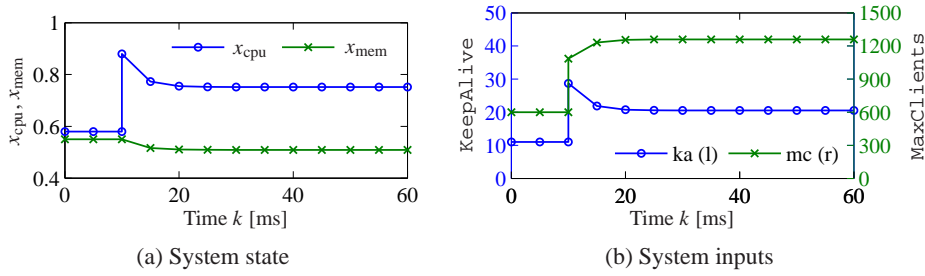 1
0.8
0.6
0.4
x_cpu, x_mem
x_cpu x_mem
0 20 40 60
Time k [ms]
(a) System state
50
40
30
20
10
0
KeepAlive
1500
1200
900
600
300
0
MaxClients
ka (l) mc (r)
0 20 40 60
Time k [ms]
(b) System inputs